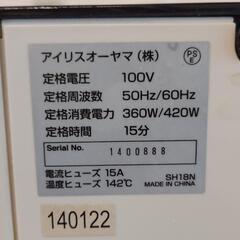 アイリスオーヤマ（株）
PS
E
定格電圧 100V
定格周波数 50Hz/60Hz
定格消費電力 360W/420W
定格時間 15分
Serial No. 1400888
電流ヒューズ 15A SH18N
温度ヒューズ 142℃ MADE IN CHINA
140122